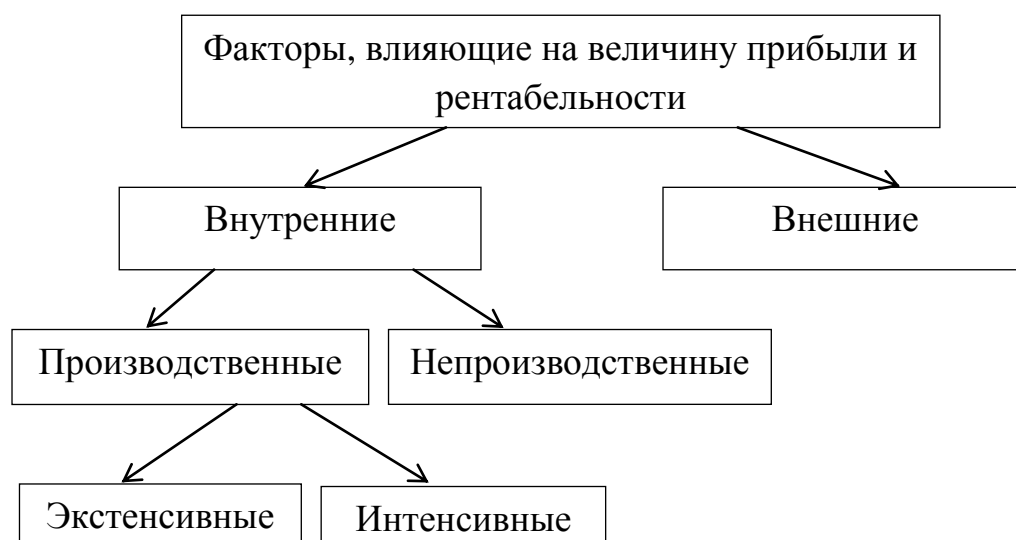 Факторы, влияющие на величину прибыли и
рентабельности
Внутренние
Внешние
Производственные
Непроизводственные
Экстенсивные
Интенсивные